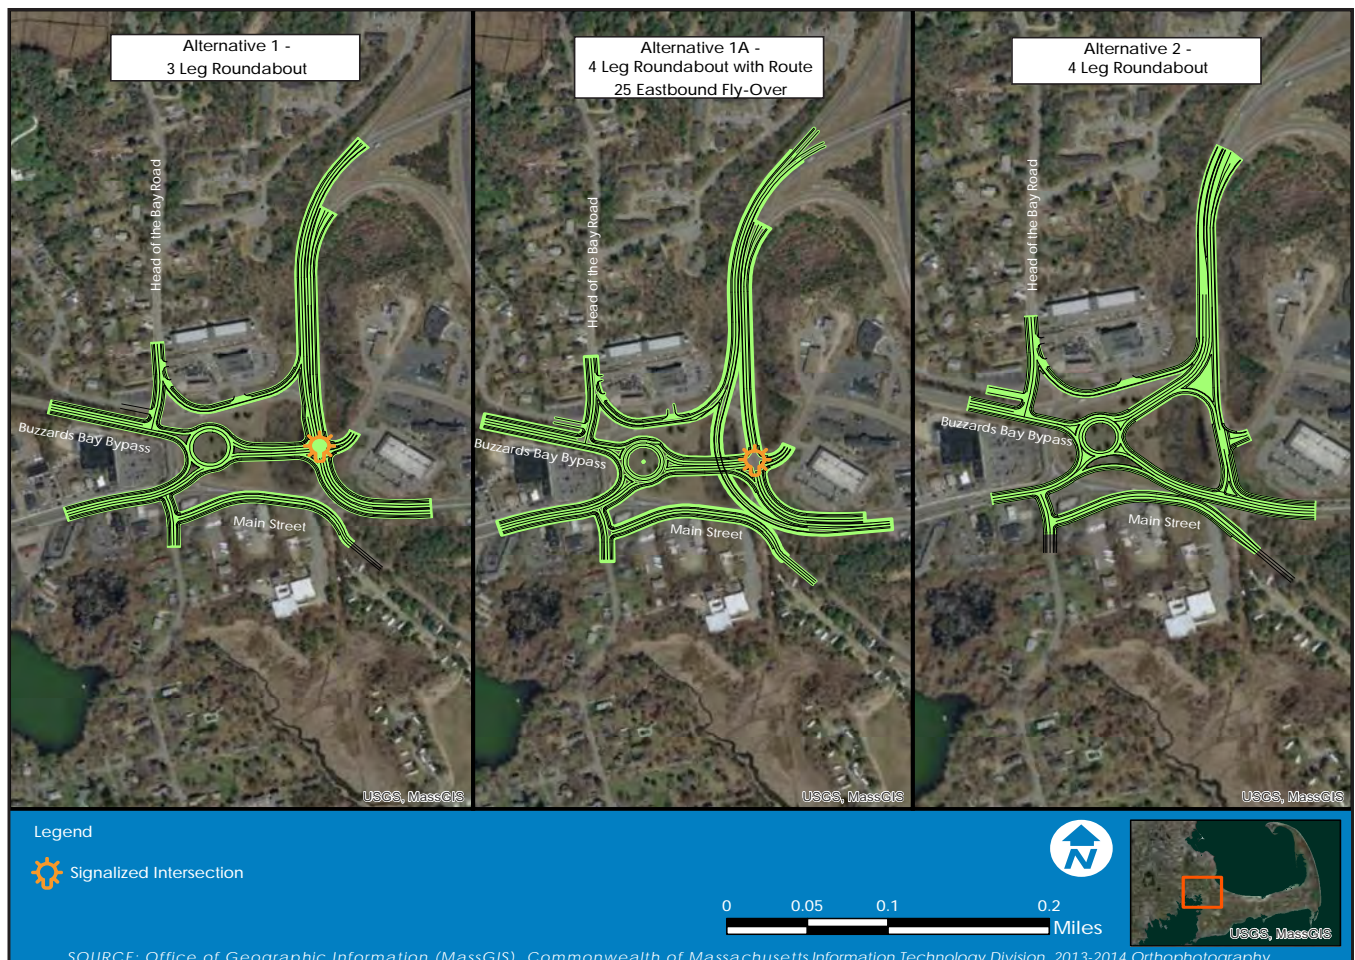 Alternative 1 -
3 Leg Roundabout
Head of the Bay Road
Buzzards Bay Bypass
Main Street
USGS, MassGIS
Alternative 1A -
4 Leg Roundabout with Route
25 Eastbound Fly-Over
Head of the Bay Road
Buzzards Bay Bypass
Main Street
USGS, MassGIS
Alternative 2 -
4 Leg Roundabout
Head of the Bay Road
Buzzards Bay Bypass
Main Street
USGS, MassGIS
Legend
Signalized Intersection
N
0 0.05 0.1 0.2
Miles
USGS, MassGIS
SOURCE: Office of Geographic Information (MassGIS), Commonwealth of Massachusetts Information Technology Division, 2013-2014 Orthophotography